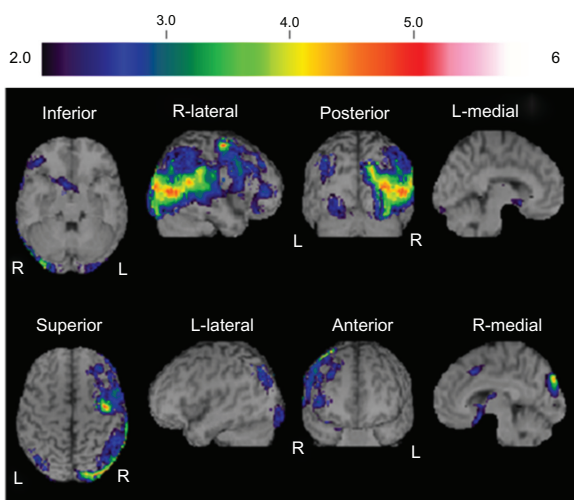 3.0 4.0 5.0
2.0 6
Inferior R-lateral Posterior L-medial
L R
R L
Superior L-lateral Anterior R-medial
R L
L R